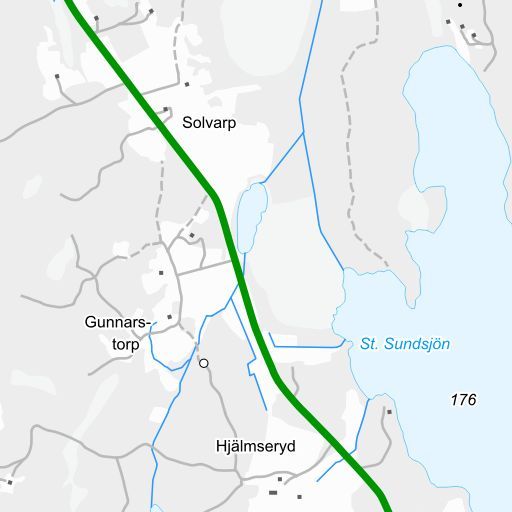 Solvarp
Gunnars-
torp
St. Sundsjön
176
Hjälmseryd